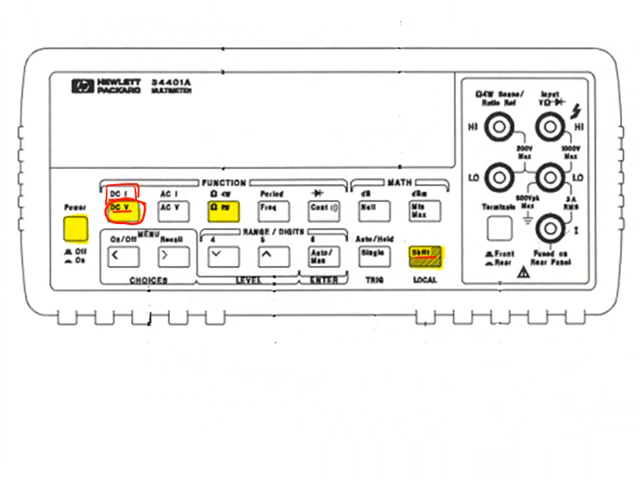 hp HEWLETT 34401A
PACKARD MULTIMETER
Ω4W Sense/ Input
Ratio Ref VΩ
HI HI
200V 1000V
Max Max
LO LO
500Vpk 3 A
Max RMS
FUNCTION MATH
DC I AC I Ω 4W Period dB dBm
DC V AC V Ω Freq Cont Null Min
Max
Power
Off
On
MENU RANGE / DIGITS Auto/Hold
On/Off Recall 4 5 6
< > Auto/ Single Shift
Man
CHOICES LEVEL ENTER TRIG LOCAL
Terminals
I
Front Fused on
Rear Rear Panel